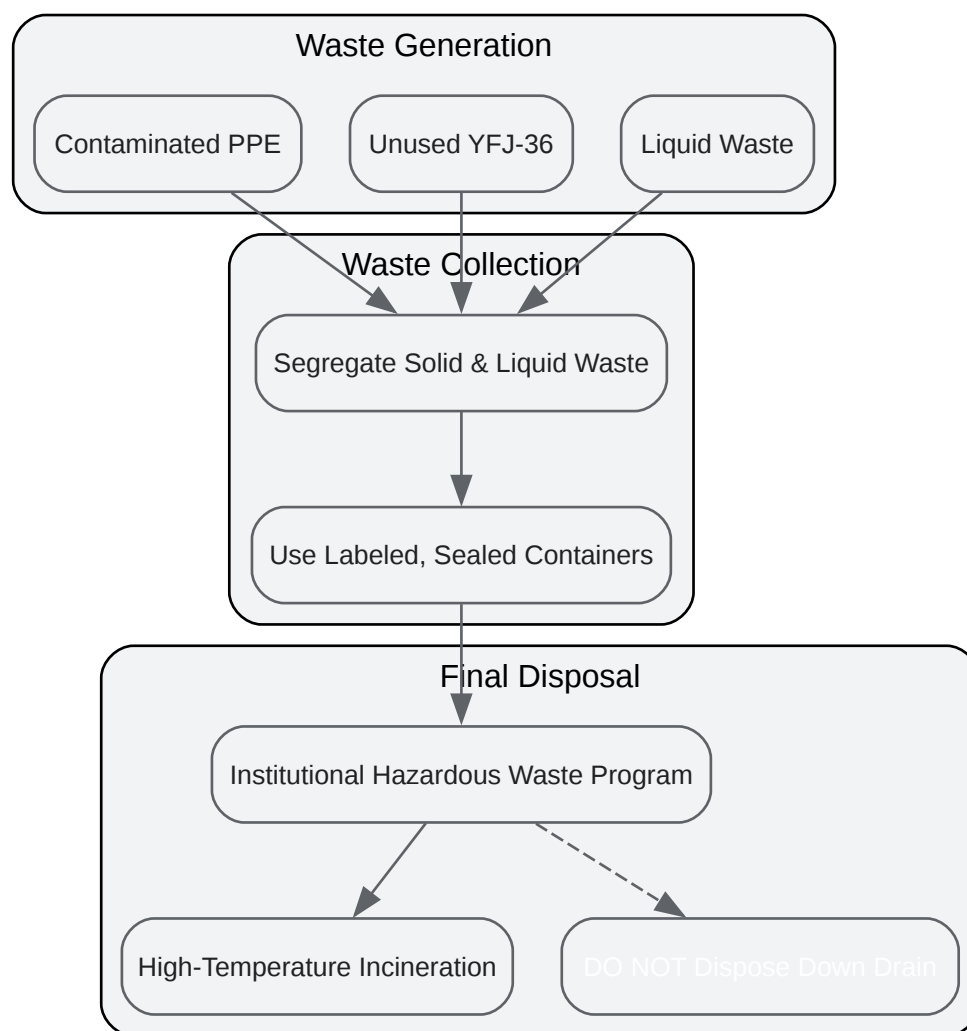 Waste Generation
Contaminated PPE
Unused YFJ-36
Liquid Waste
Waste Collection
Segregate Solid & Liquid Waste
Use Labeled, Sealed Containers
Final Disposal
Institutional Hazardous Waste Program
High-Temperature Incineration
DO NOT Dispose Down Drain